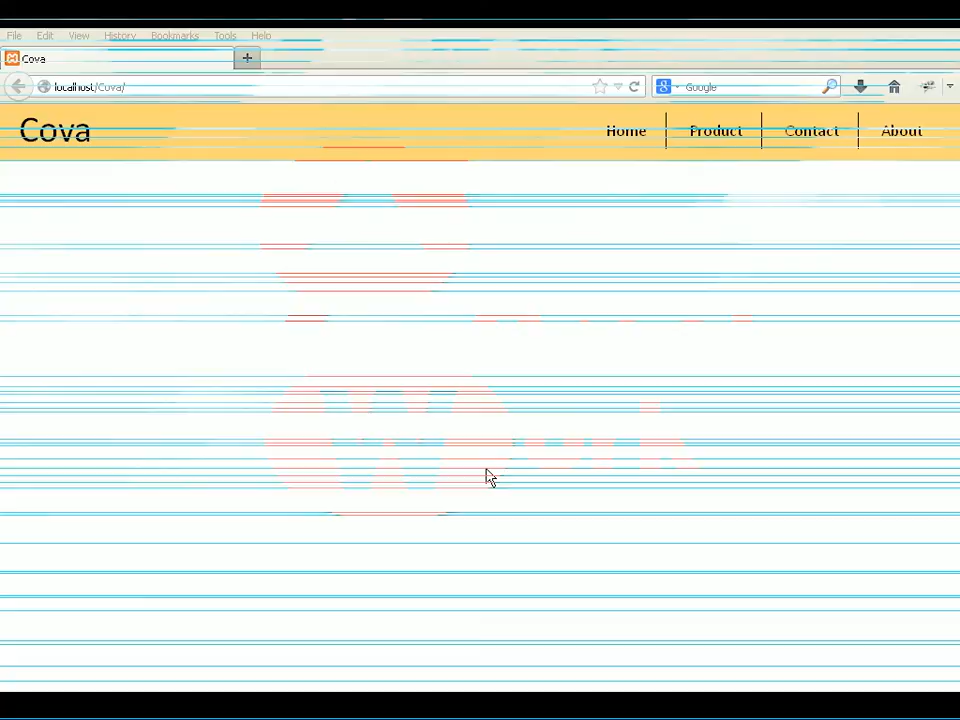 File Edit View History Bookmarks Tools Help
Cova
localhost/Cova/
Google
Cova Home Product Contact About